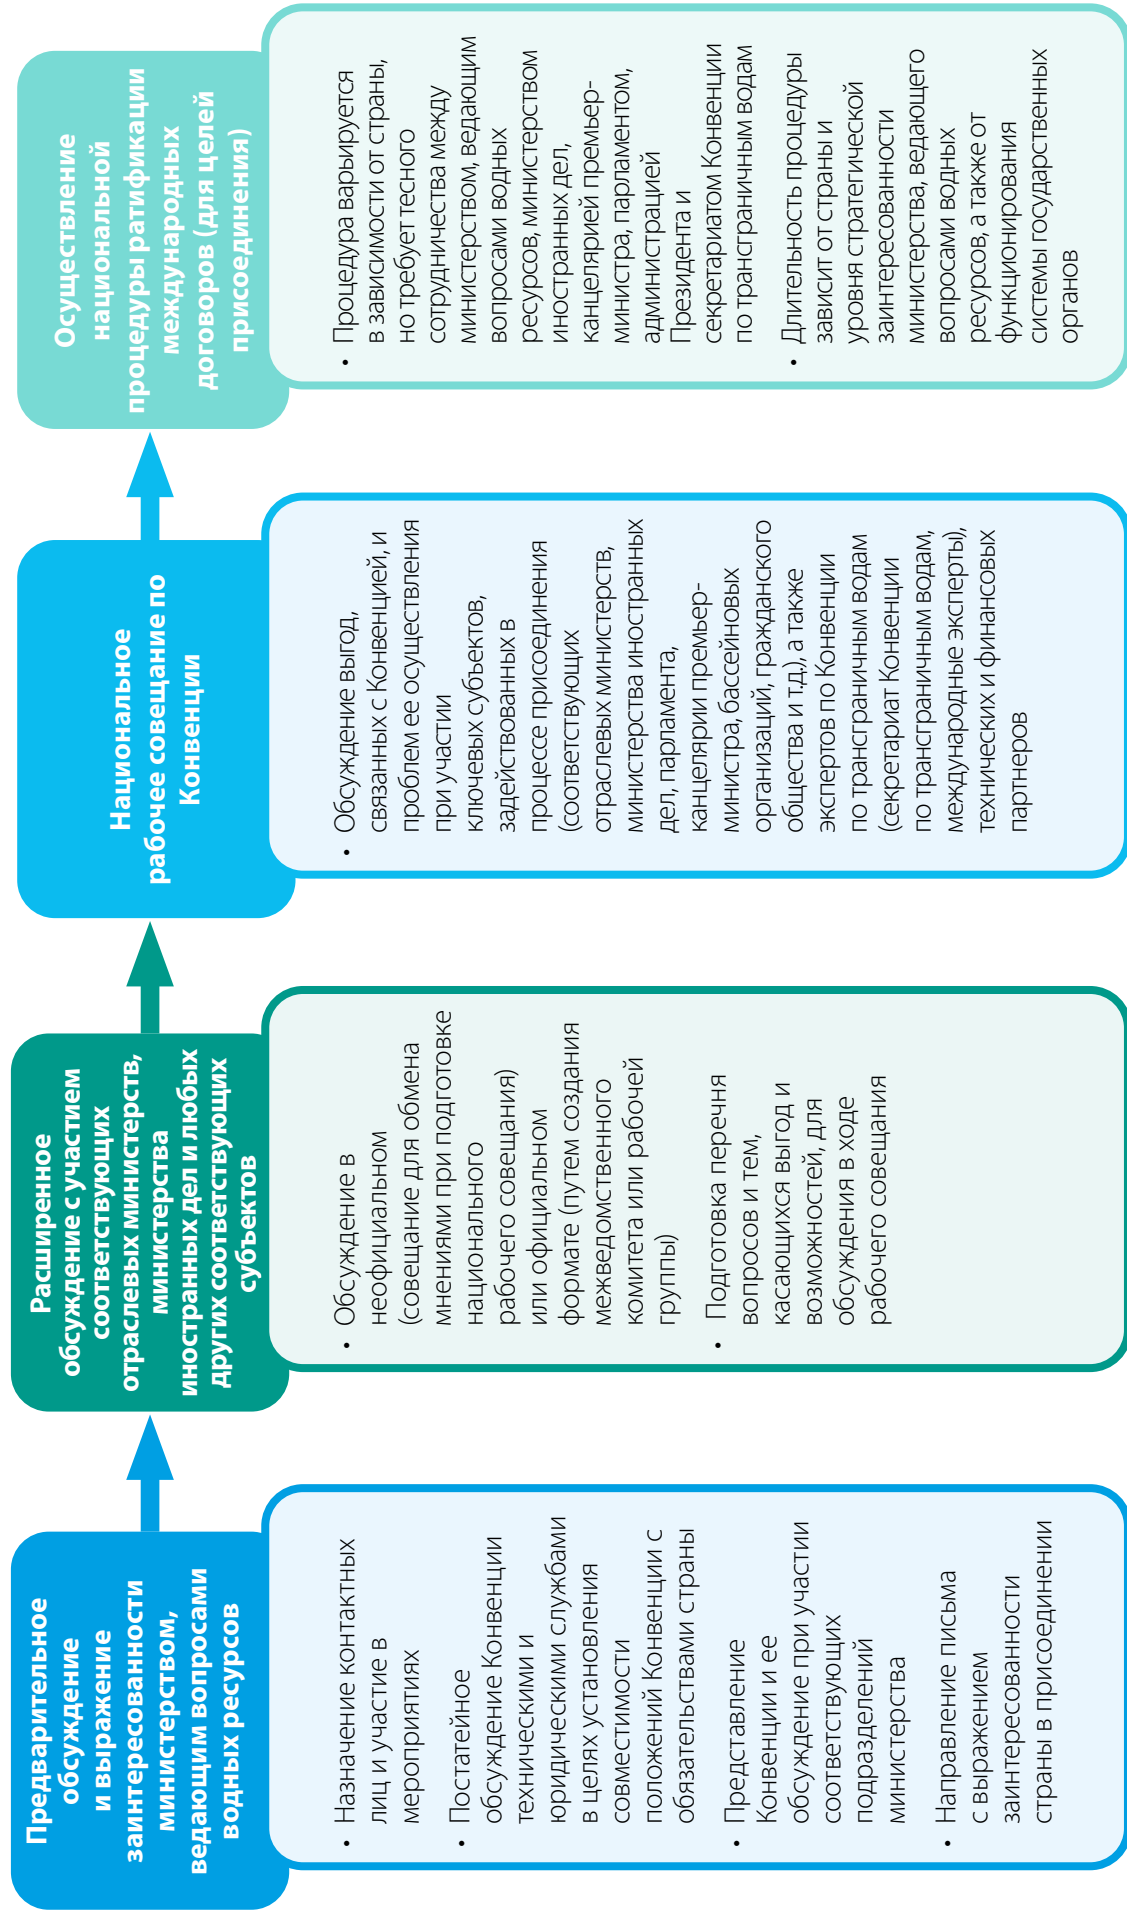 Предварительное
обсуждение
и выражение
заинтересованности
министерством,
ведающим вопросами
водных ресурсов
• Назначение контактных
лиц и участие в
мероприятиях
• Постатейное
обсуждение Конвенции
техническими и
юридическими службами
в целях установления
совместимости
положений Конвенции с
обязательствами страны
• Представление
Конвенции и ее
обсуждение при участии
соответствующих
подразделений
министерства
• Направление письма
с выражением
заинтересованности
страны в присоединении
Расширенное
обсуждение с участием
соответствующих
отраслевых министерств,
министерства
иностранных дел и любых
других соответствующих
субъектов
• Обсуждение в
неофициальном
(совещание для обмена
мнениями при подготовке
национального
рабочего совещания)
или официальном
формате (путем создания
межведомственного
комитета или рабочей
группы)
• Подготовка перечня
вопросов и тем,
касающихся выгод и
возможностей, для
обсуждения в ходе
рабочего совещания
Национальное
рабочее совещание по
Конвенции
• Обсуждение выгод,
связанных с Конвенцией, и
проблем ее осуществления
при участии
ключевых субъектов,
задействованных в
процессе присоединения
(соответствующих
отраслевых министерств,
министерства иностранных
дел, парламента,
канцелярии премьер-
министра, бассейновых
организаций, гражданского
общества и т.д.), а также
экспертов по Конвенции
по трансграничным водам
(секретариат Конвенции
по трансграничным водам,
международные эксперты),
технических и финансовых
партнеров
Осуществление
национальной
процедуры ратификации
международных
договоров (для целей
присоединения)
• Процедура варьируется
в зависимости от страны,
но требует тесного
сотрудничества между
министерством, ведающим
вопросами водных
ресурсов, министерством
иностранных дел,
канцелярией премьер-
министра, парламентом,
администрацией
Президента и
секретариатом Конвенции
по трансграничным водам
• Длительность процедуры
зависит от страны и
уровня стратегической
заинтересованности
министерства, ведающего
вопросами водных
ресурсов, а также от
функционирования
системы государственных
органов